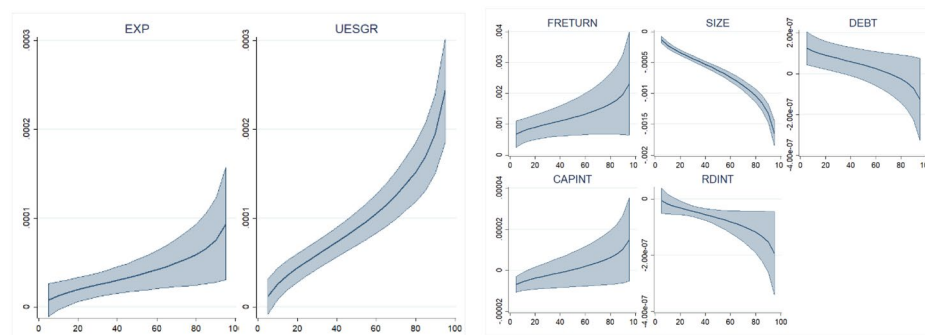 EXP
.0003
.0002
.0001
0
0 20 40 60 80
UESGR
.0003
.0002
.0001
0
0 20 40 60 80 100
FRETURN
.004
.003
.002
.001
0
0 20 40 60 80
SIZE
0
-.0005
-.001
-.0015
-.002
0 20 40 60 80
DEBT
2.00e-07
0
-2.00e-07
-4.00e-07
0 20 40 60 80
CAPINT
.00004
.00002
0
-.00002
0 20 40 60 80
RDINT
0
-2.00e-07
-4.00e-07
0 20 40 60 80 100